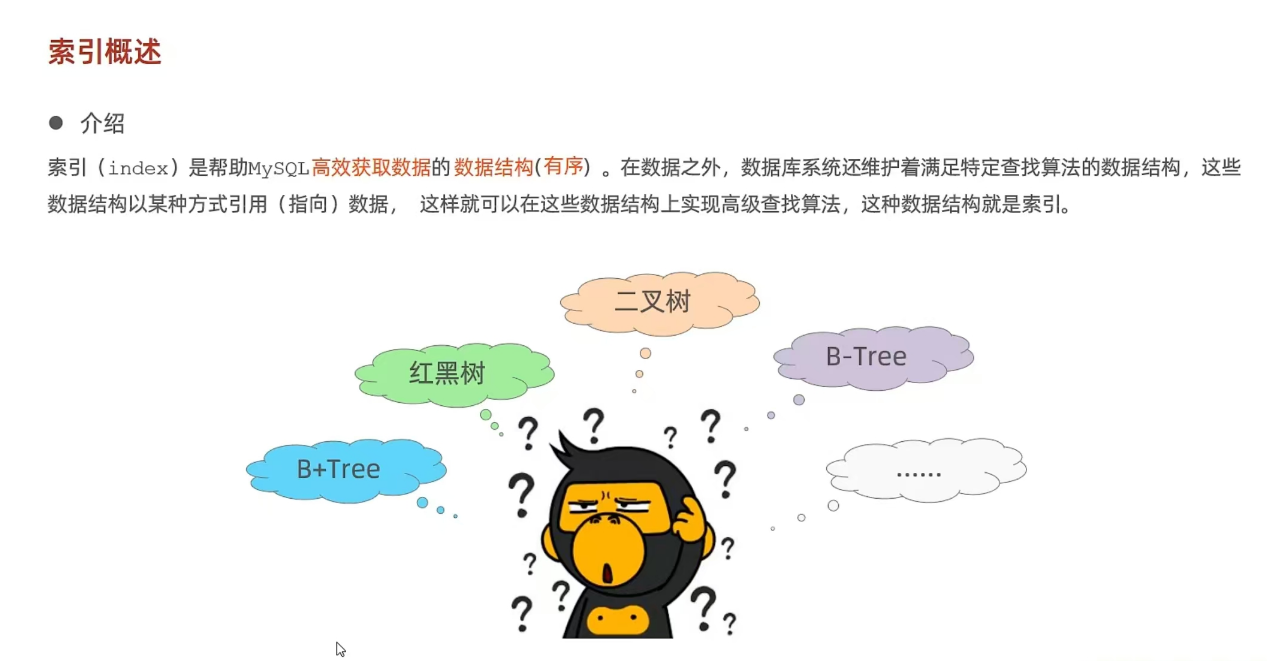 索引概述
● 介绍
索引（index）是帮助MySQL高效获取数据的数据结构(有序)。在数据之外，数据库系统还维护着满足特定查找算法的数据结构，这些
数据结构以某种方式引用（指向）数据， 这样就可以在这些数据结构上实现高级查找算法，这种数据结构就是索引。
二叉树
B-Tree
红黑树
B+Tree
……
? ? ? ? ? ? ? ? ? ? ? ?